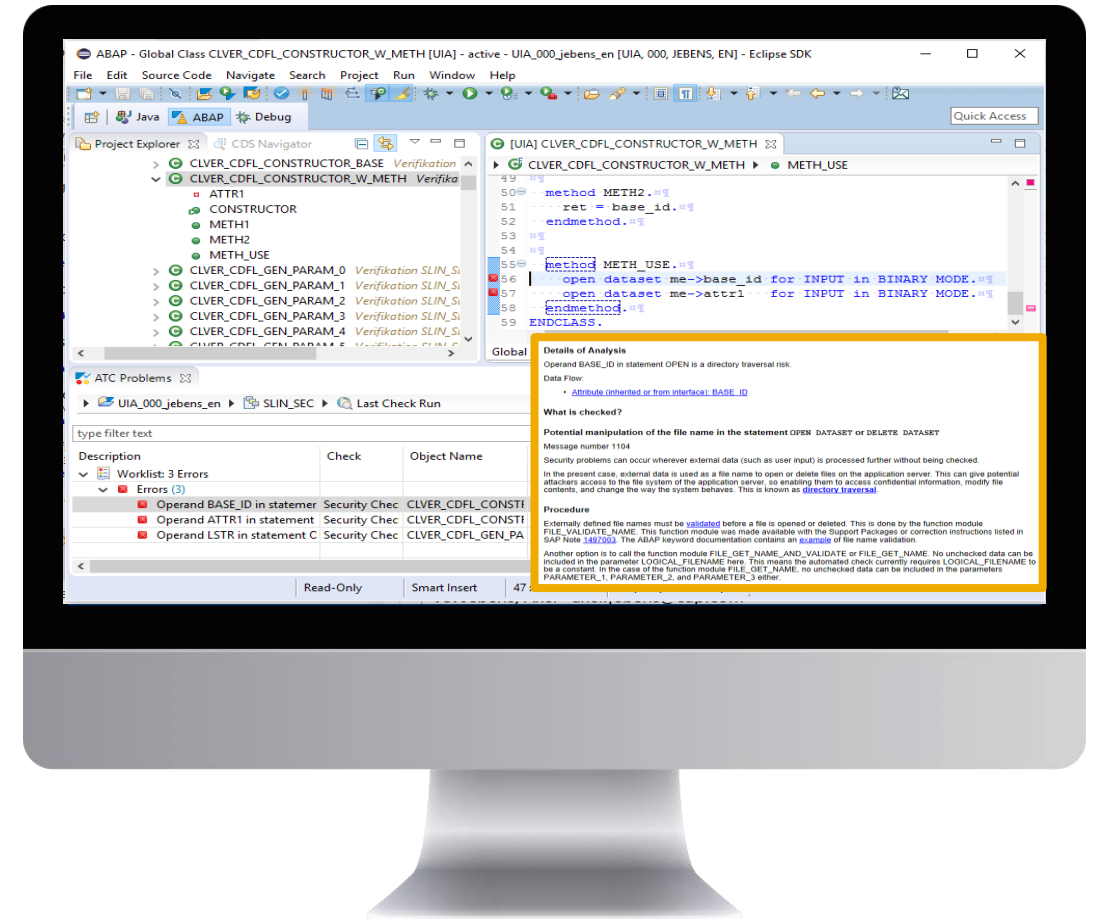 ABAP - Global Class CLVER_CDFL_CONSTRUCTOR_W_METH [UIA] - active - UIA_000_jebens_en [UIA, 000, JEBENS, EN] - Eclipse SDK
File Edit Source Code Navigate Search Project Run Window Help
Java ABAP Debug
Quick Access
Project Explorer CDS Navigator
CLVER_CDFL_CONSTRUCTOR_BASE Verifikation
CLVER_CDFL_CONSTRUCTOR_W_METH Verifika
ATTR1
CONSTRUCTOR
METH1
METH2
METH_USE
CLVER_CDFL_GEN_PARAM_0 Verifikation SLIN_S
CLVER_CDFL_GEN_PARAM_1 Verifikation SLIN_S
CLVER_CDFL_GEN_PARAM_2 Verifikation SLIN_S
CLVER_CDFL_GEN_PARAM_3 Verifikation SLIN_S
CLVER_CDFL_GEN_PARAM_4 Verifikation SLIN_S
[UIA] CLVER_CDFL_CONSTRUCTOR_W_METH
CLVER_CDFL_CONSTRUCTOR_W_METH METH_USE
49 ¤¶
50 method METH2.¤¶
51 ret = base_id.¤¶
52 endmethod.¤¶
53 ¤¶
54 ¤¶
55 method METH_USE.¤¶
56 open dataset me->base_id for INPUT in BINARY MODE.¤¶
57 open dataset me->attr1 for INPUT in BINARY MODE.¤¶
58 endmethod.¤¶
59 ENDCLASS.
Global
ATC Problems
UIA_000_jebens_en SLIN_SEC Last Check Run
type filter text
Description Check Object Name
Worklist: 3 Errors
Errors (3)
Operand BASE_ID in statemer Security Chec CLVER_CDFL_CONSTF
Operand ATTR1 in statement Security Chec CLVER_CDFL_CONSTF
Operand LSTR in statement C Security Chec CLVER_CDFL_GEN_PA
Read-Only Smart Insert 47
Details of Analysis
Operand BASE_ID in statement OPEN is a directory traversal risk.
Data Flow:
• Attribute (inherited or from interface): BASE_ID
What is checked?
Potential manipulation of the file name in the statement OPEN DATASET or DELETE DATASET
Message number 1104
Security problems can occur wherever external data (such as user input) is processed further without being checked.
In the present case, external data is used as a file name to open or delete files on the application server. This can give potential
attackers access to the file system of the application server, so enabling them to access confidential information, modify file
contents, and change the way the system behaves. This is known as directory traversal.
Procedure
Externally defined file names must be validated before a file is opened or deleted. This is done by the function module
FILE_VALIDATE_NAME. This function module was made available with the Support Packages or correction instructions listed in
SAP Note 1497003. The ABAP keyword documentation contains an example of file name validation.
Another option is to call the function module FILE_GET_NAME_AND_VALIDATE or FILE_GET_NAME. No unchecked data can be
included in the parameter LOGICAL_FILENAME here. This means the automated check currently requires LOGICAL_FILENAME to
be a constant. In the case of the function module FILE_GET_NAME, no unchecked data can be included in the parameters
PARAMETER_1, PARAMETER_2, and PARAMETER_3 either.